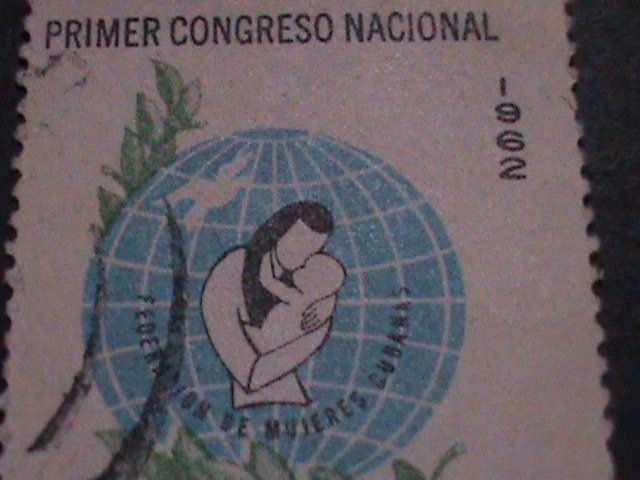 PRIMER CONGRESO NACIONAL
1962
FEDERACION DE MUJERES CUBANAS